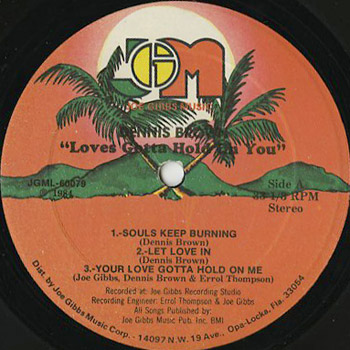 JGM
JOE GIBBS MUSIC
DENNIS BROWN
"Loves Gotta Hold On You"
JGML-60079
℗ 1984
Side A
33 1/3 RPM
Stereo
1.-SOULS KEEP BURNING
(Dennis Brown)
2.-LET LOVE IN
(Dennis Brown)
3.-YOUR LOVE GOTTA HOLD ON ME
(Joe Gibbs, Dennis Brown & Errol Thompson)
Recorded at: Joe Gibbs Recording Studio
Recording Engineer: Errol Thompson & Joe Gibbs
All Songs Published by:
Joe Gibbs Music Pub. Inc. BMI
Dist. by Joe Gibbs Music Corp. - 14097 N.W. 19 Ave., Opa-Locka, Fla. 33054